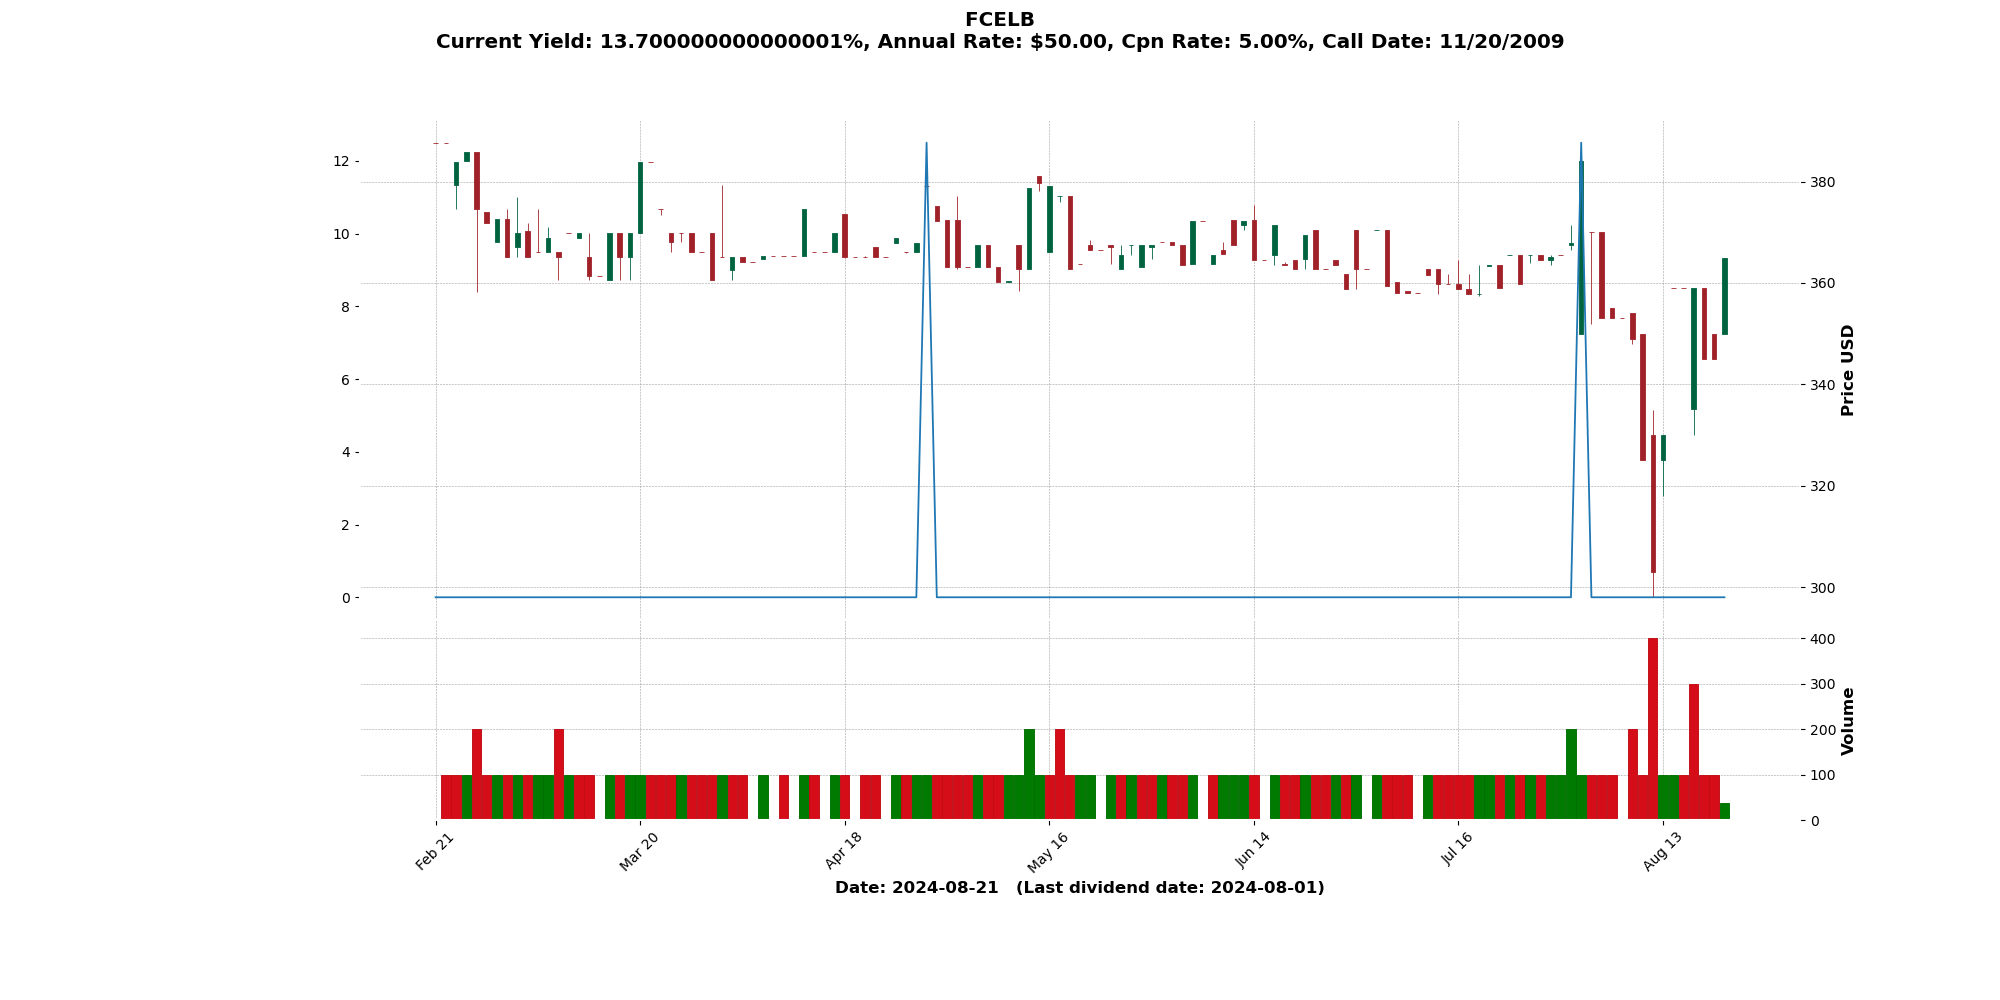 FCELB
Current Yield: 13.700000000000001%, Annual Rate: $50.00, Cpn Rate: 5.00%, Call Date: 11/20/2009
12
10
8
6
4
2
0
380
360
340
320
300
Price USD
400
300
200
100
0
Volume
Feb 21
Mar 20
Apr 18
May 16
Jun 14
Jul 16
Aug 13
Date: 2024-08-21 (Last dividend date: 2024-08-01)